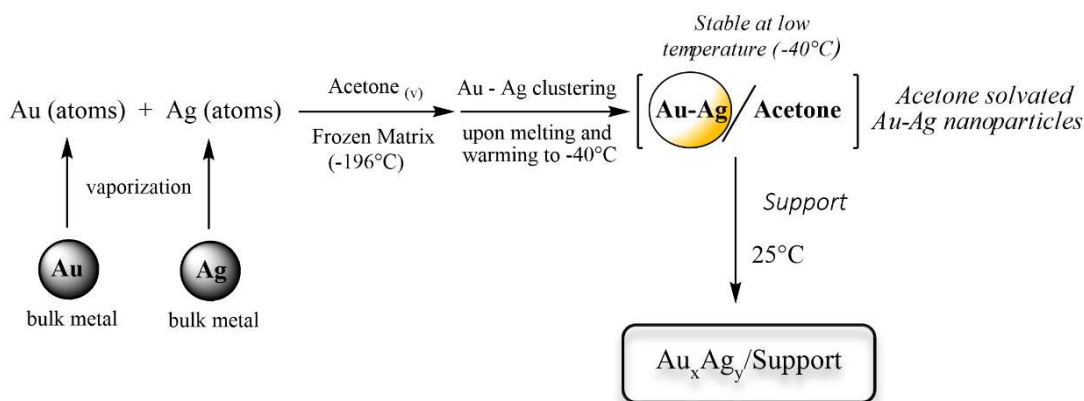 Stable at low
temperature (-40°C)
Au (atoms) + Ag (atoms)
Acetone (v)
Frozen Matrix
(-196°C)
Au - Ag clustering
upon melting and
warming to -40°C
[ Au-Ag / Acetone ]
Acetone solvated
Au-Ag nanoparticles
vaporization
Support
25°C
Au
bulk metal
Ag
bulk metal
AuxAgy/Support